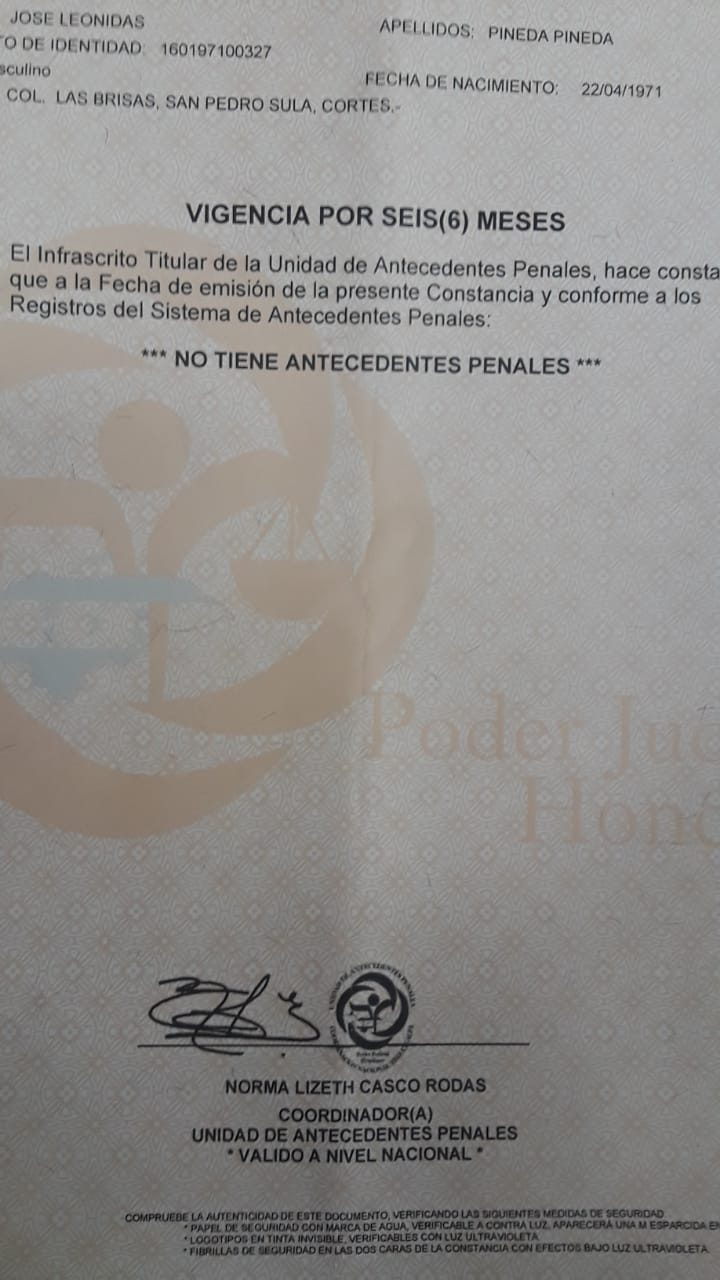 JOSE LEONIDAS APELLIDOS: PINEDA PINEDA
TO DE IDENTIDAD: 160197100327
sculino FECHA DE NACIMIENTO: 22/04/1971
COL. LAS BRISAS, SAN PEDRO SULA, CORTES.-
VIGENCIA POR SEIS(6) MESES
El Infrascrito Titular de la Unidad de Antecedentes Penales, hace consta
que a la Fecha de emisión de la presente Constancia y conforme a los
Registros del Sistema de Antecedentes Penales:
*** NO TIENE ANTECEDENTES PENALES ***
Poder Jud
Hond
NORMA LIZETH CASCO RODAS
COORDINADOR(A)
UNIDAD DE ANTECEDENTES PENALES
* VALIDO A NIVEL NACIONAL *
COMPRUEBE LA AUTENTICIDAD DE ESTE DOCUMENTO, VERIFICANDO LAS SIGUIENTES MEDIDAS DE SEGURIDAD
* PAPEL DE SEGURIDAD CON MARCA DE AGUA, VERIFICABLE A CONTRA LUZ, APARECERÁ UNA M ESPARCIDA EN
* LOGOTIPOS EN TINTA INVISIBLE, VERIFICABLES CON LUZ ULTRAVIOLETA
* FIBRILLAS DE SEGURIDAD EN LAS DOS CARAS DE LA CONSTANCIA CON EFECTOS BAJO LUZ ULTRAVIOLETA.